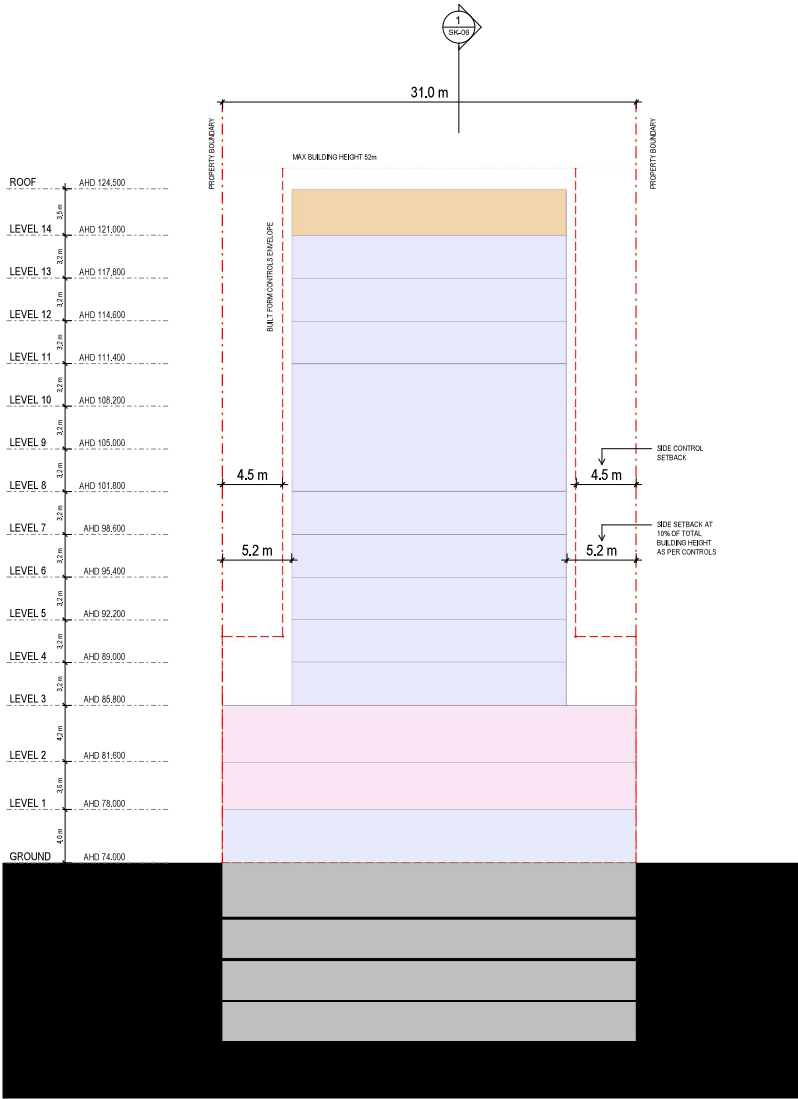 1
SK-06
31.0 m
PROPERTY BOUNDARY
PROPERTY BOUNDARY
MAX BUILDING HEIGHT 52m
BUILT FORM CONTROLS ENVELOPE
ROOF AHD 124.500
3,5 m
LEVEL 14 AHD 121.000
3,2 m
LEVEL 13 AHD 117.800
3,2 m
LEVEL 12 AHD 114.600
3,2 m
LEVEL 11 AHD 111.400
3,2 m
LEVEL 10 AHD 108.200
3,2 m
LEVEL 9 AHD 105.000
3,2 m
LEVEL 8 AHD 101.800
3,2 m
LEVEL 7 AHD 98.600
3,2 m
LEVEL 6 AHD 95.400
3,2 m
LEVEL 5 AHD 92.200
3,2 m
LEVEL 4 AHD 89.000
3,2 m
LEVEL 3 AHD 85.800
4,2 m
LEVEL 2 AHD 81.600
3,6 m
LEVEL 1 AHD 78.000
4,0 m
GROUND AHD 74.000
4.5 m
4.5 m
SIDE CONTROL
SETBACK
5.2 m
5.2 m
SIDE SETBACK AT
10% OF TOTAL
BUILDING HEIGHT
AS PER CONTROLS